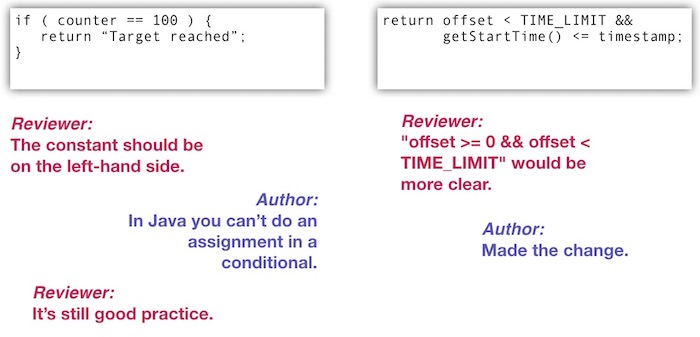 if ( counter == 100 ) {
   return “Target reached”;
}
Reviewer:
The constant should be
on the left-hand side.
Author:
In Java you can’t do an
assignment in a
conditional.
Reviewer:
It’s still good practice.
return offset < TIME_LIMIT &&
       getStartTime() <= timestamp;
Reviewer:
"offset >= 0 && offset <
TIME_LIMIT" would be
more clear.
Author:
Made the change.